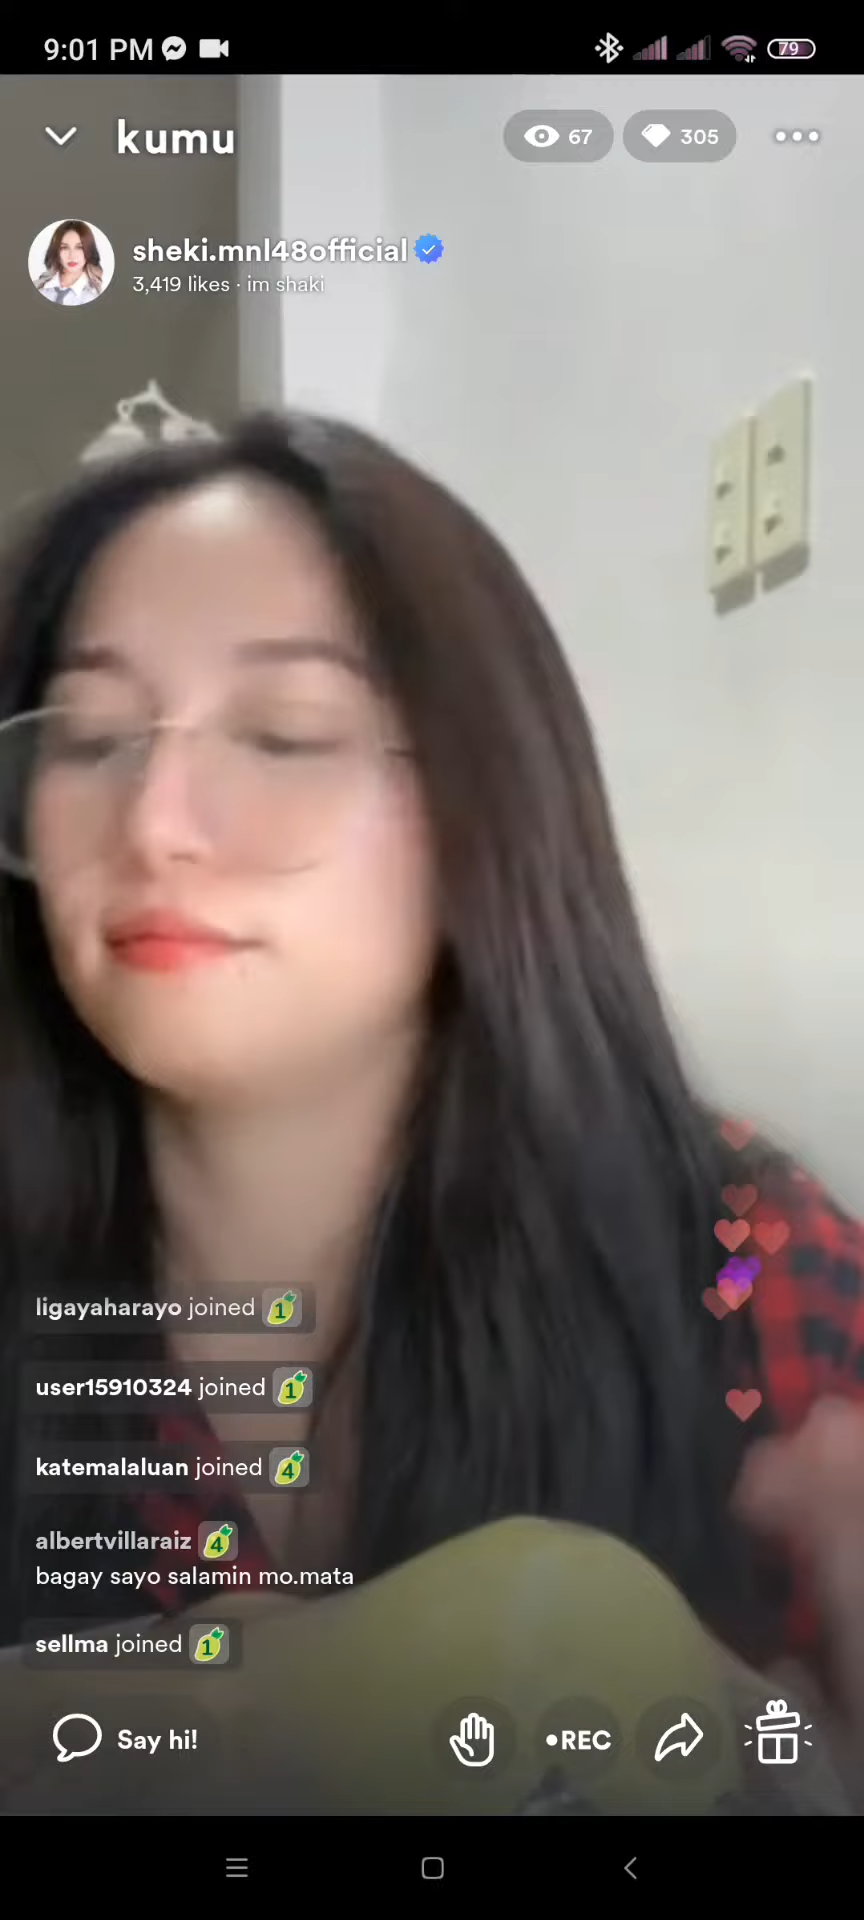 9:01 PM
79
kumu
67
305
sheki.mnl48official
3,419 likes · im shaki
ligayaharayo joined 1
user15910324 joined 1
katemalaluan joined 4
albertvillaraiz 4
bagay sayo salamin mo.mata
sellma joined 1
Say hi!
•REC